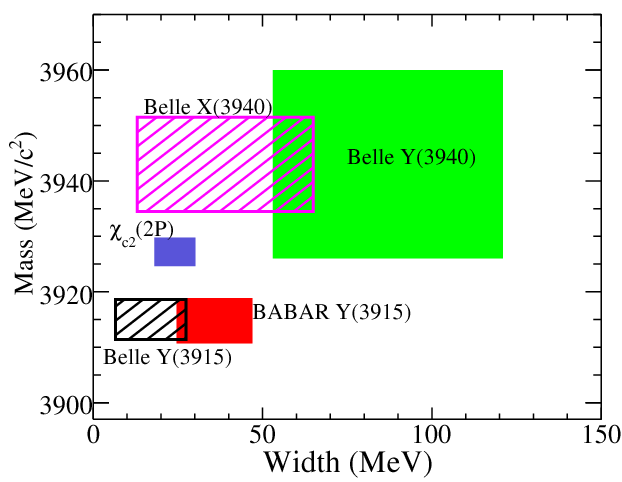 3960
Belle X(3940)
Belle Y(3940)
3940
χc2(2P)
Mass (MeV/c²)
3920
BABAR Y(3915)
Belle Y(3915)
3900
0 50 100 150
Width (MeV)